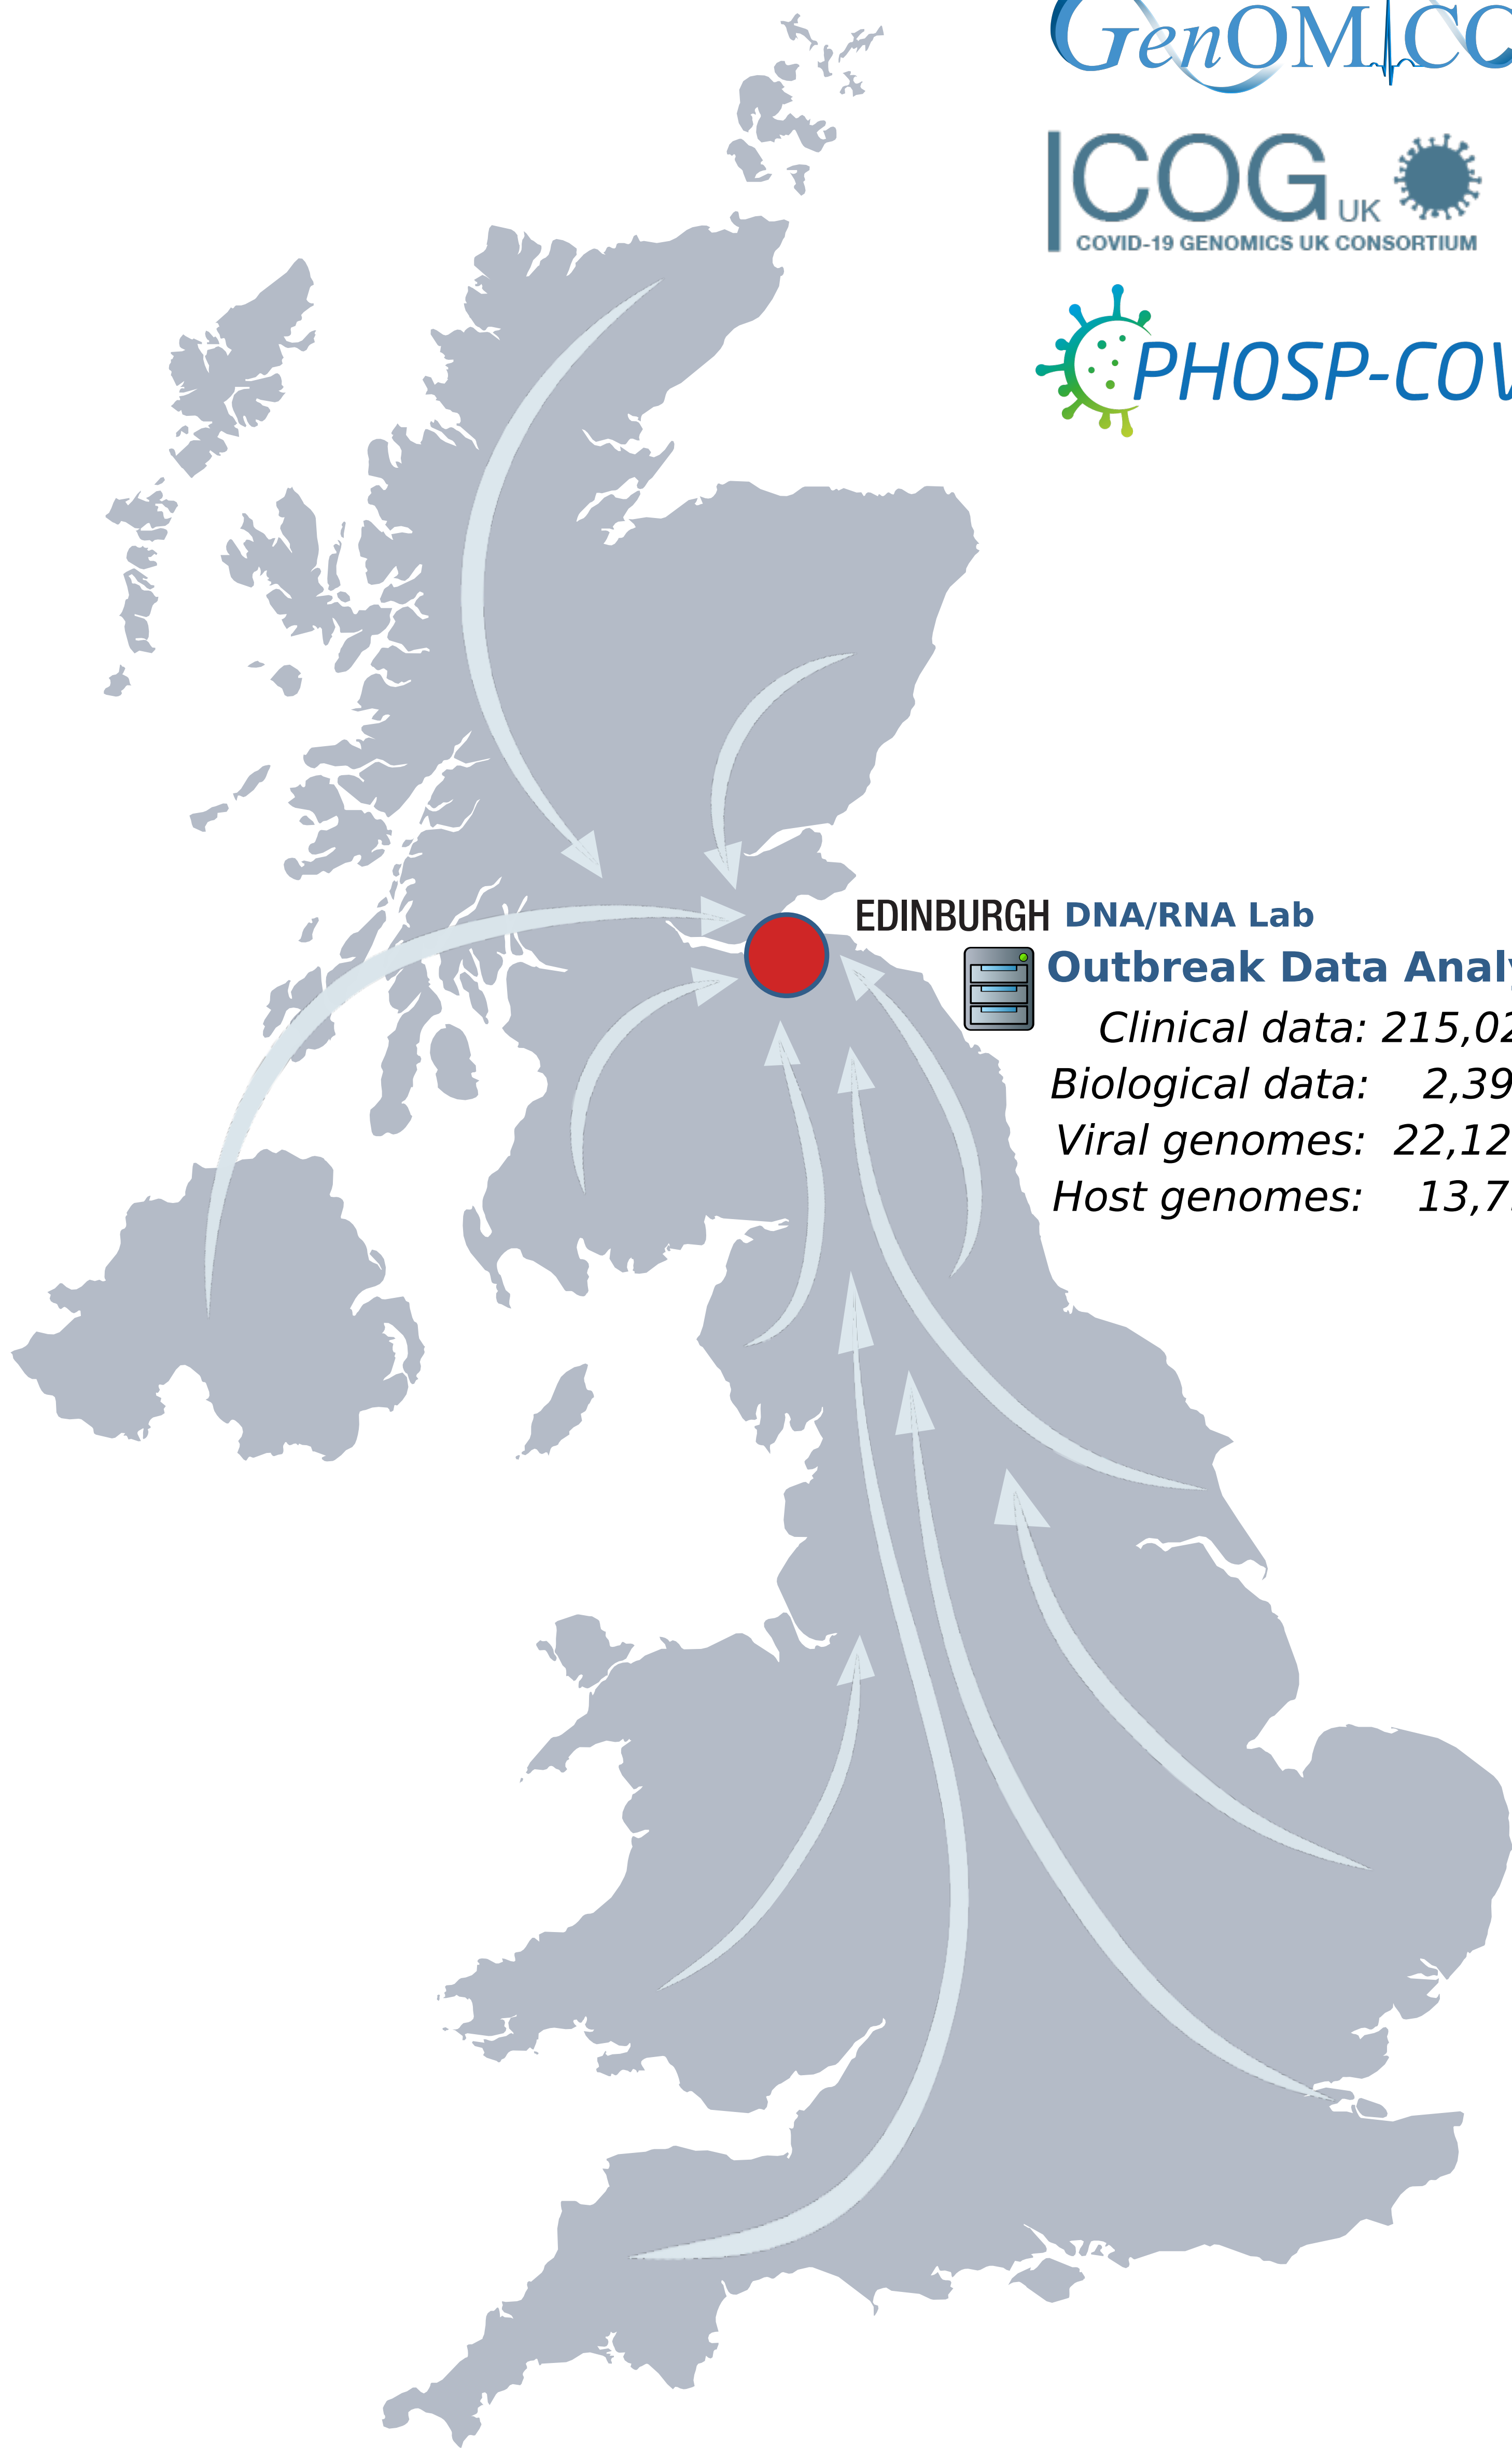 GenOMICC
COG UK
COVID-19 GENOMICS UK CONSORTIUM
PHOSP-COV
EDINBURGH DNA/RNA Lab
Outbreak Data Analy
Clinical data: 215,02
Biological data: 2,39
Viral genomes: 22,12
Host genomes: 13,7